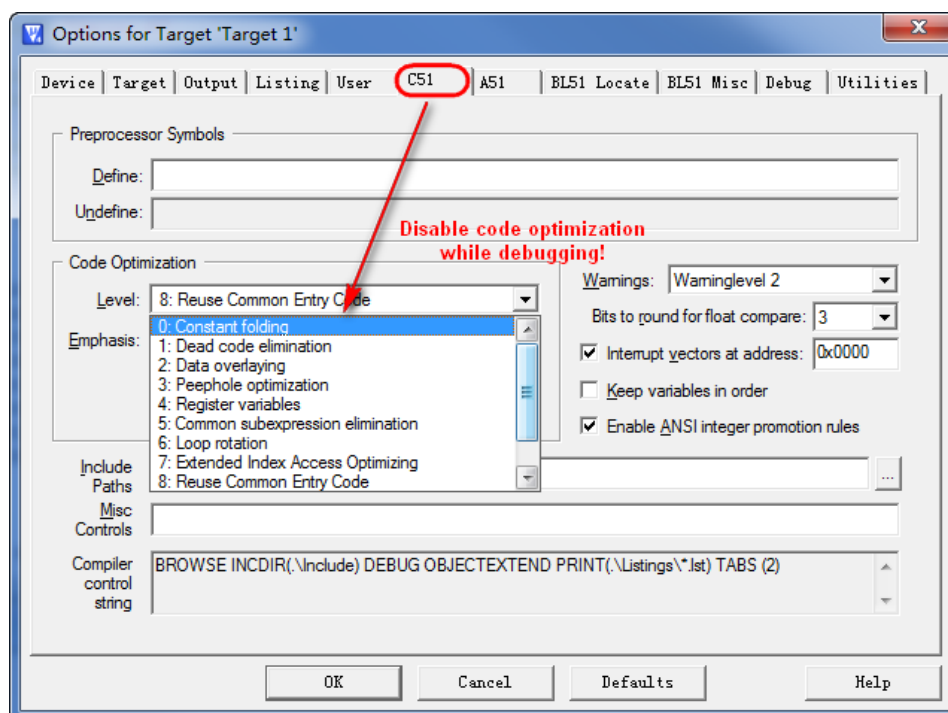 Options for Target 'Target 1'
Device Target Output Listing User C51 A51 BL51 Locate BL51 Misc Debug Utilities
Preprocessor Symbols
Define:
Undefine:
Disable code optimization
while debugging!
Code Optimization
Level: 8: Reuse Common Entry Code
0: Constant folding
1: Dead code elimination
2: Data overlaying
3: Peephole optimization
4: Register variables
5: Common subexpression elimination
6: Loop rotation
7: Extended Index Access Optimizing
8: Reuse Common Entry Code
Emphasis:
Warnings: Warninglevel 2
Bits to round for float compare: 3
Interrupt vectors at address: 0x0000
Keep variables in order
Enable ANSI integer promotion rules
Include
Paths
...
Misc
Controls
Compiler
control
string
BROWSE INCDIR(.\Include) DEBUG OBJECTEXTEND PRINT(.\Listings\*.lst) TABS (2)
OK Cancel Defaults Help